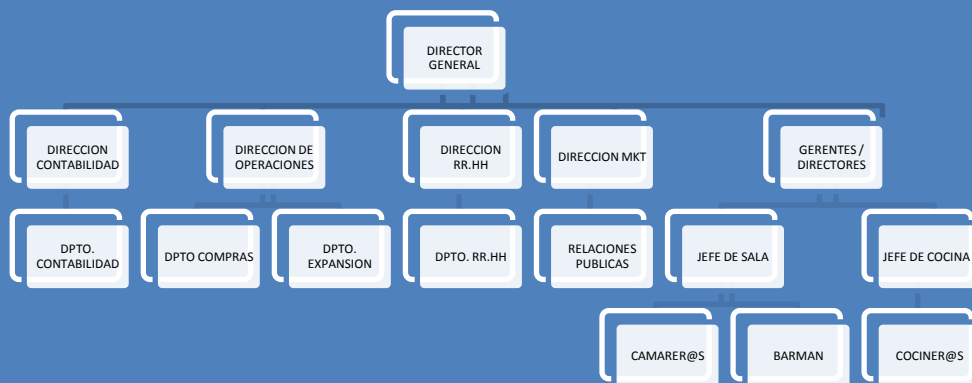 DIRECTOR
GENERAL
DIRECCION
CONTABILIDAD
DIRECCION DE
OPERACIONES
DIRECCION
RR.HH
DIRECCION MKT
GERENTES /
DIRECTORES
DPTO.
CONTABILIDAD
DPTO COMPRAS
DPTO.
EXPANSION
DPTO. RR.HH
RELACIONES
PUBLICAS
JEFE DE SALA
JEFE DE COCINA
CAMARER@S
BARMAN
COCINER@S